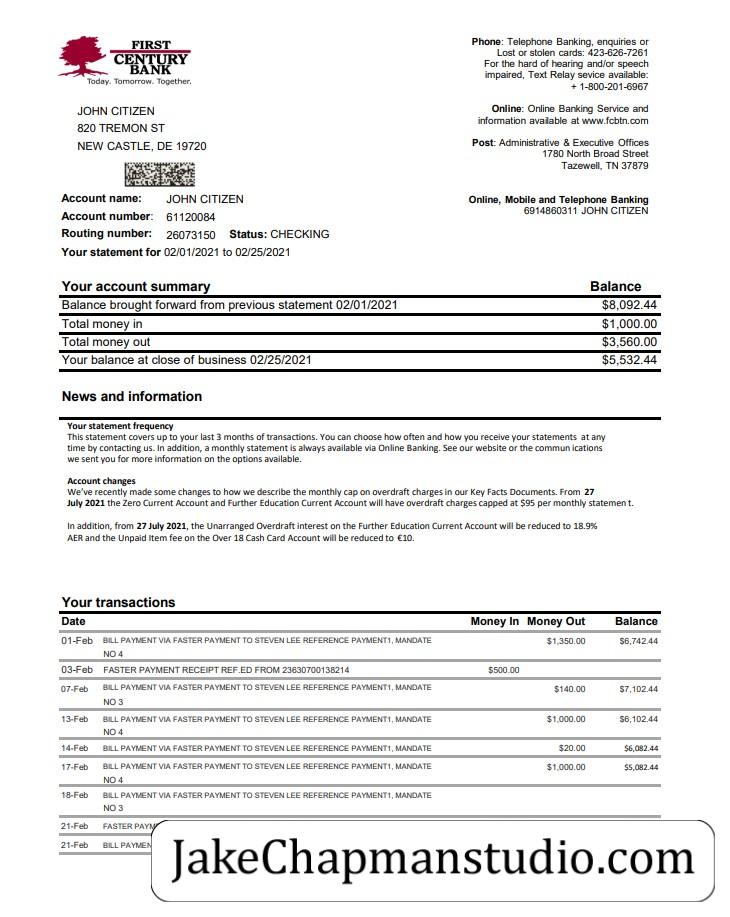 FIRST
CENTURY
BANK
Today. Tomorrow. Together.
Phone: Telephone Banking, enquiries or
Lost or stolen cards: 423-626-7261
For the hard of hearing and/or speech
impaired, Text Relay sevice available:
+ 1-800-201-6967
Online: Online Banking Service and
information available at www.fcbtn.com
Post: Administrative & Executive Offices
1780 North Broad Street
Tazewell, TN 37879
Online, Mobile and Telephone Banking
6914860311 JOHN CITIZEN
JOHN CITIZEN
820 TREMON ST
NEW CASTLE, DE 19720
Account name: JOHN CITIZEN
Account number: 61120084
Routing number: 26073150 Status: CHECKING
Your statement for 02/01/2021 to 02/25/2021
Your account summary Balance
Balance brought forward from previous statement 02/01/2021 $8,092.44
Total money in $1,000.00
Total money out $3,560.00
Your balance at close of business 02/25/2021 $5,532.44
News and information
Your statement frequency
This statement covers up to your last 3 months of transactions. You can choose how often and how you receive your statements at any
time by contacting us. In addition, a monthly statement is always available via Online Banking. See our website or the commun ications
we sent you for more information on the options available.
Account changes
We've recently made some changes to how we describe the monthly cap on overdraft charges in our Key Facts Documents. From 27
July 2021 the Zero Current Account and Further Education Current Account will have overdraft charges capped at $95 per monthly statemen t.
In addition, from 27 July 2021, the Unarranged Overdraft interest on the Further Education Current Account will be reduced to 18.9%
AER and the Unpaid Item fee on the Over 18 Cash Card Account will be reduced to €10.
Your transactions
Date Money In Money Out Balance
01-Feb BILL PAYMENT VIA FASTER PAYMENT TO STEVEN LEE REFERENCE PAYMENT1, MANDATE $1,350.00 $6,742.44
NO 4
03-Feb FASTER PAYMENT RECEIPT REF.ED FROM 23630700138214 $500.00
07-Feb BILL PAYMENT VIA FASTER PAYMENT TO STEVEN LEE REFERENCE PAYMENT1, MANDATE $140.00 $7,102.44
NO 3
13-Feb BILL PAYMENT VIA FASTER PAYMENT TO STEVEN LEE REFERENCE PAYMENT1, MANDATE $1,000.00 $6,102.44
NO 4
14-Feb BILL PAYMENT VIA FASTER PAYMENT TO STEVEN LEE REFERENCE PAYMENT1, MANDATE $20.00 $6,082.44
17-Feb BILL PAYMENT VIA FASTER PAYMENT TO STEVEN LEE REFERENCE PAYMENT1, MANDATE $1,000.00 $5,082.44
NO 4
18-Feb BILL PAYMENT VIA FASTER PAYMENT TO STEVEN LEE REFERENCE PAYMENT1, MANDATE
NO 3
21-Feb FASTER PAYM
21-Feb BILL PAYMEN
JakeChapmanstudio.com